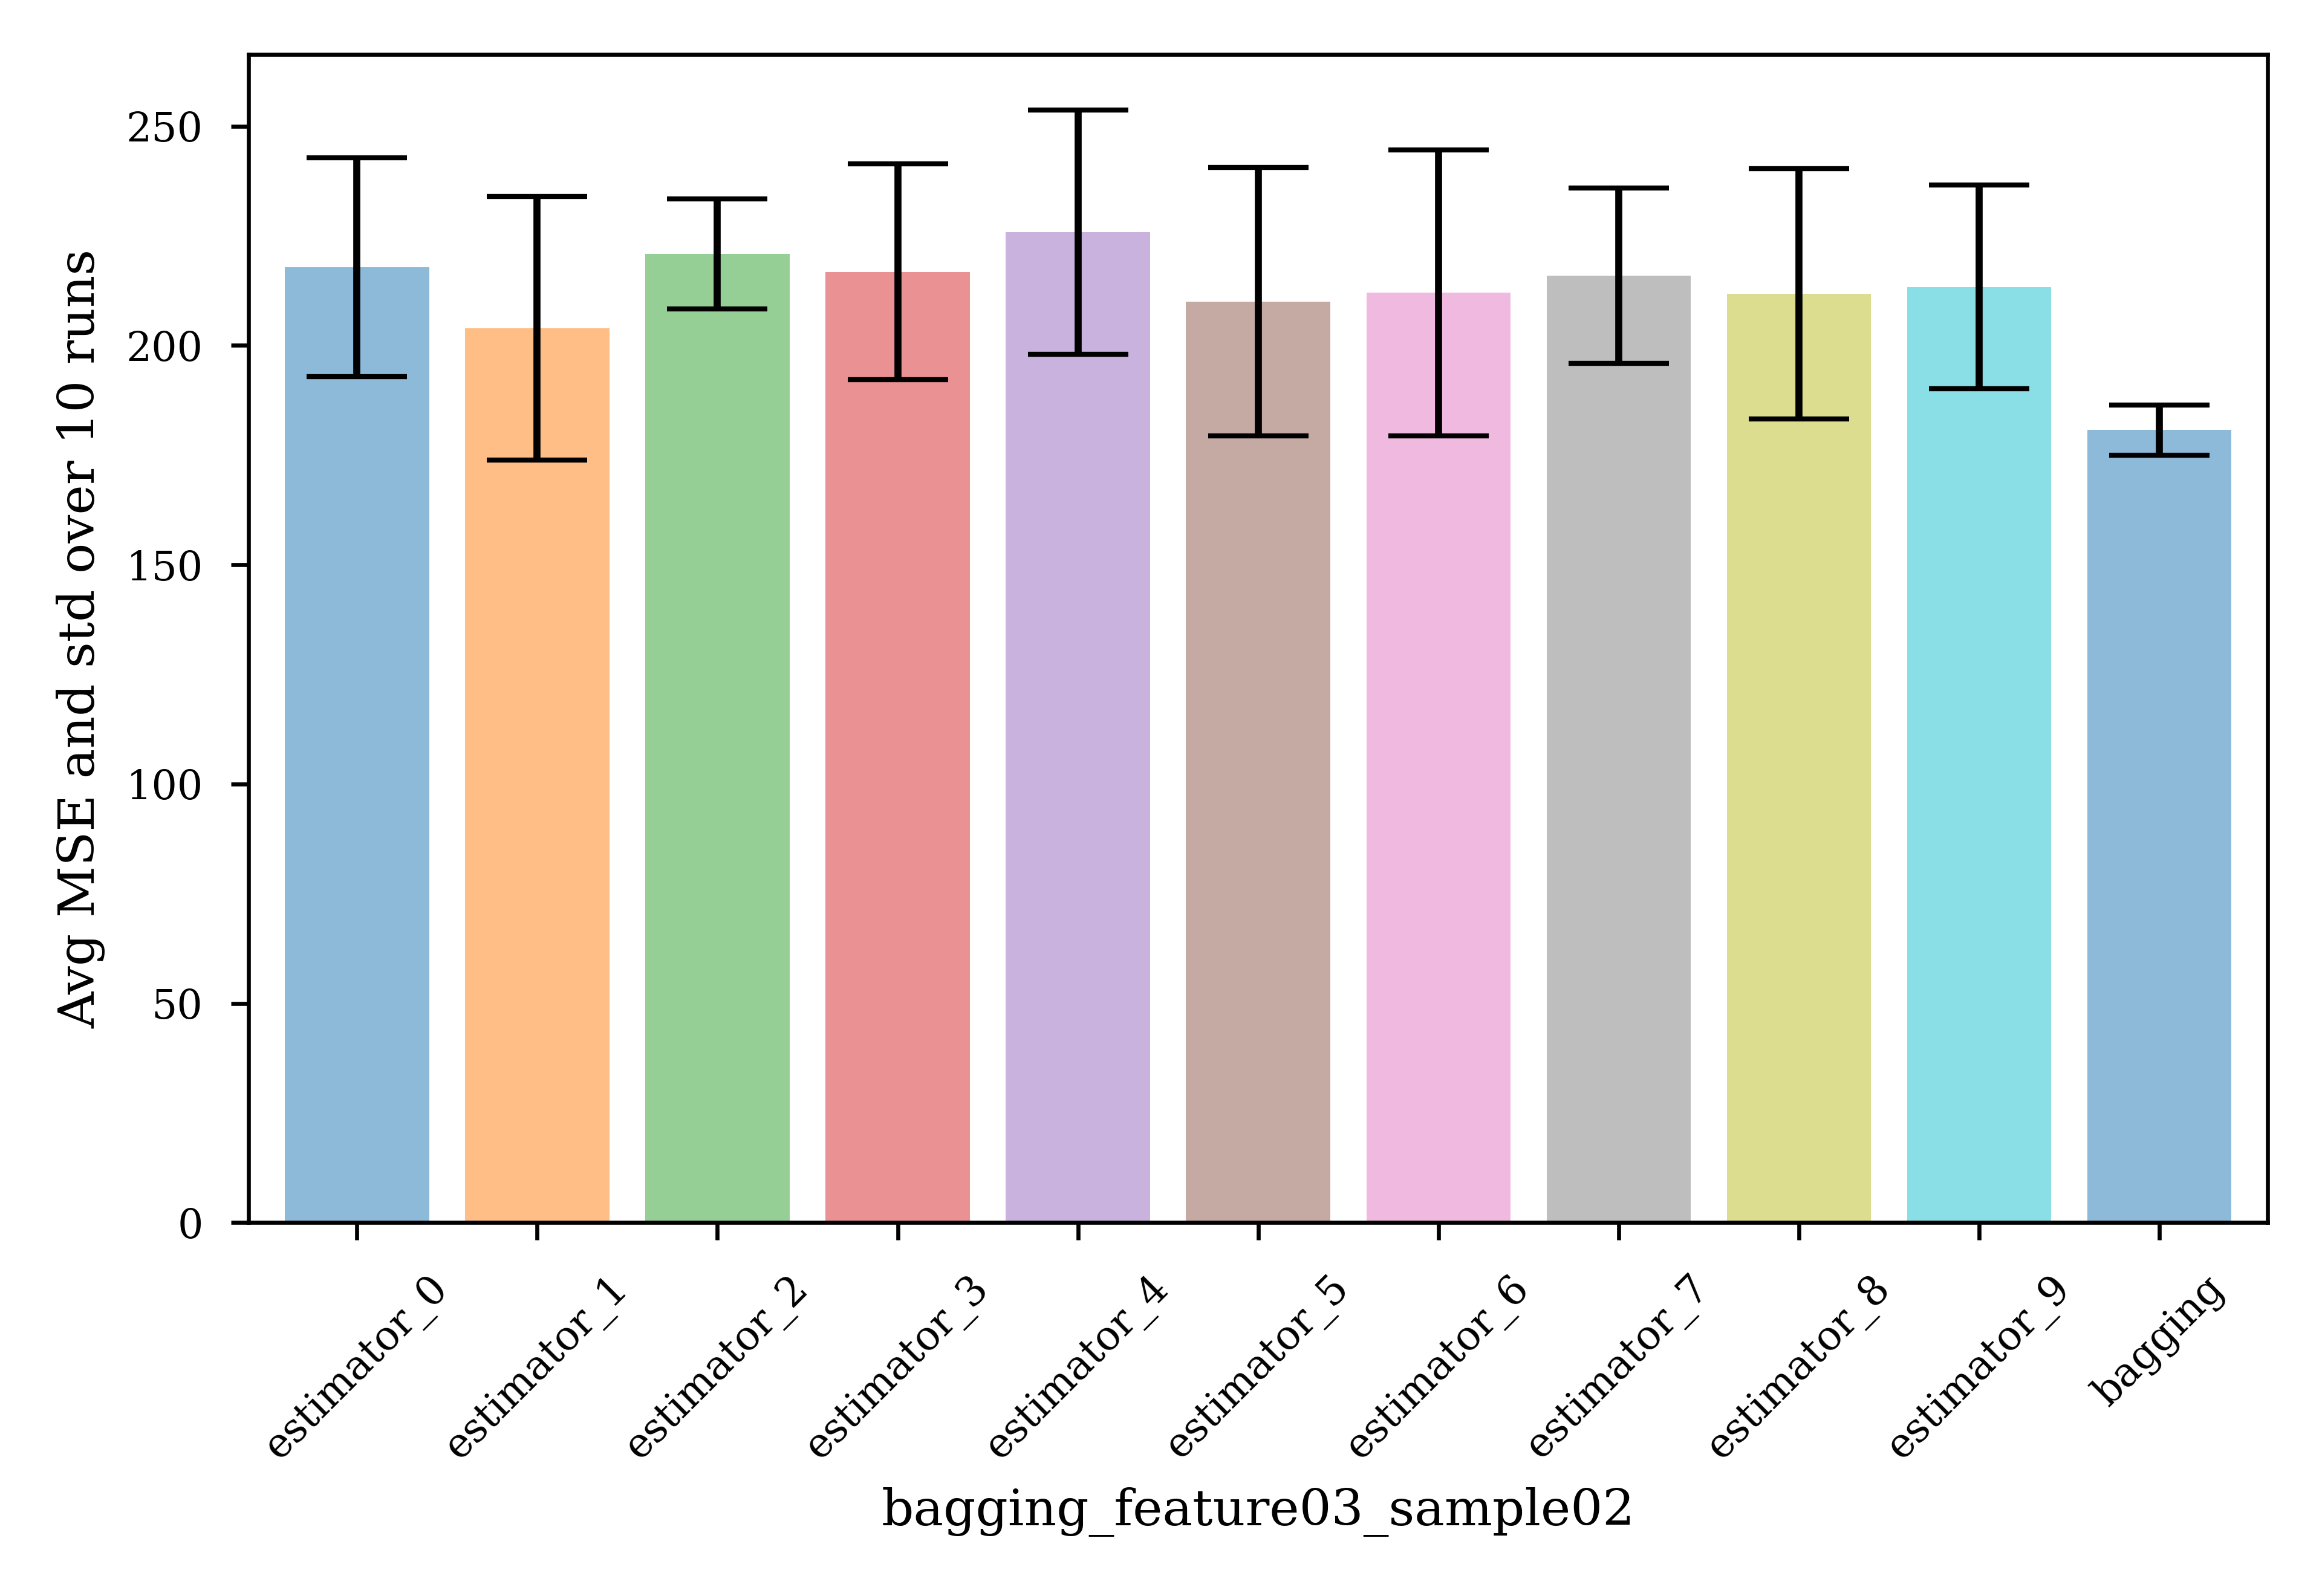 Avg MSE and std over 10 runs
250
200
150
100
50
0
estimator_0
estimator_1
estimator_2
estimator_3
estimator_4
estimator_5
estimator_6
estimator_7
estimator_8
estimator_9
bagging
bagging_feature03_sample02